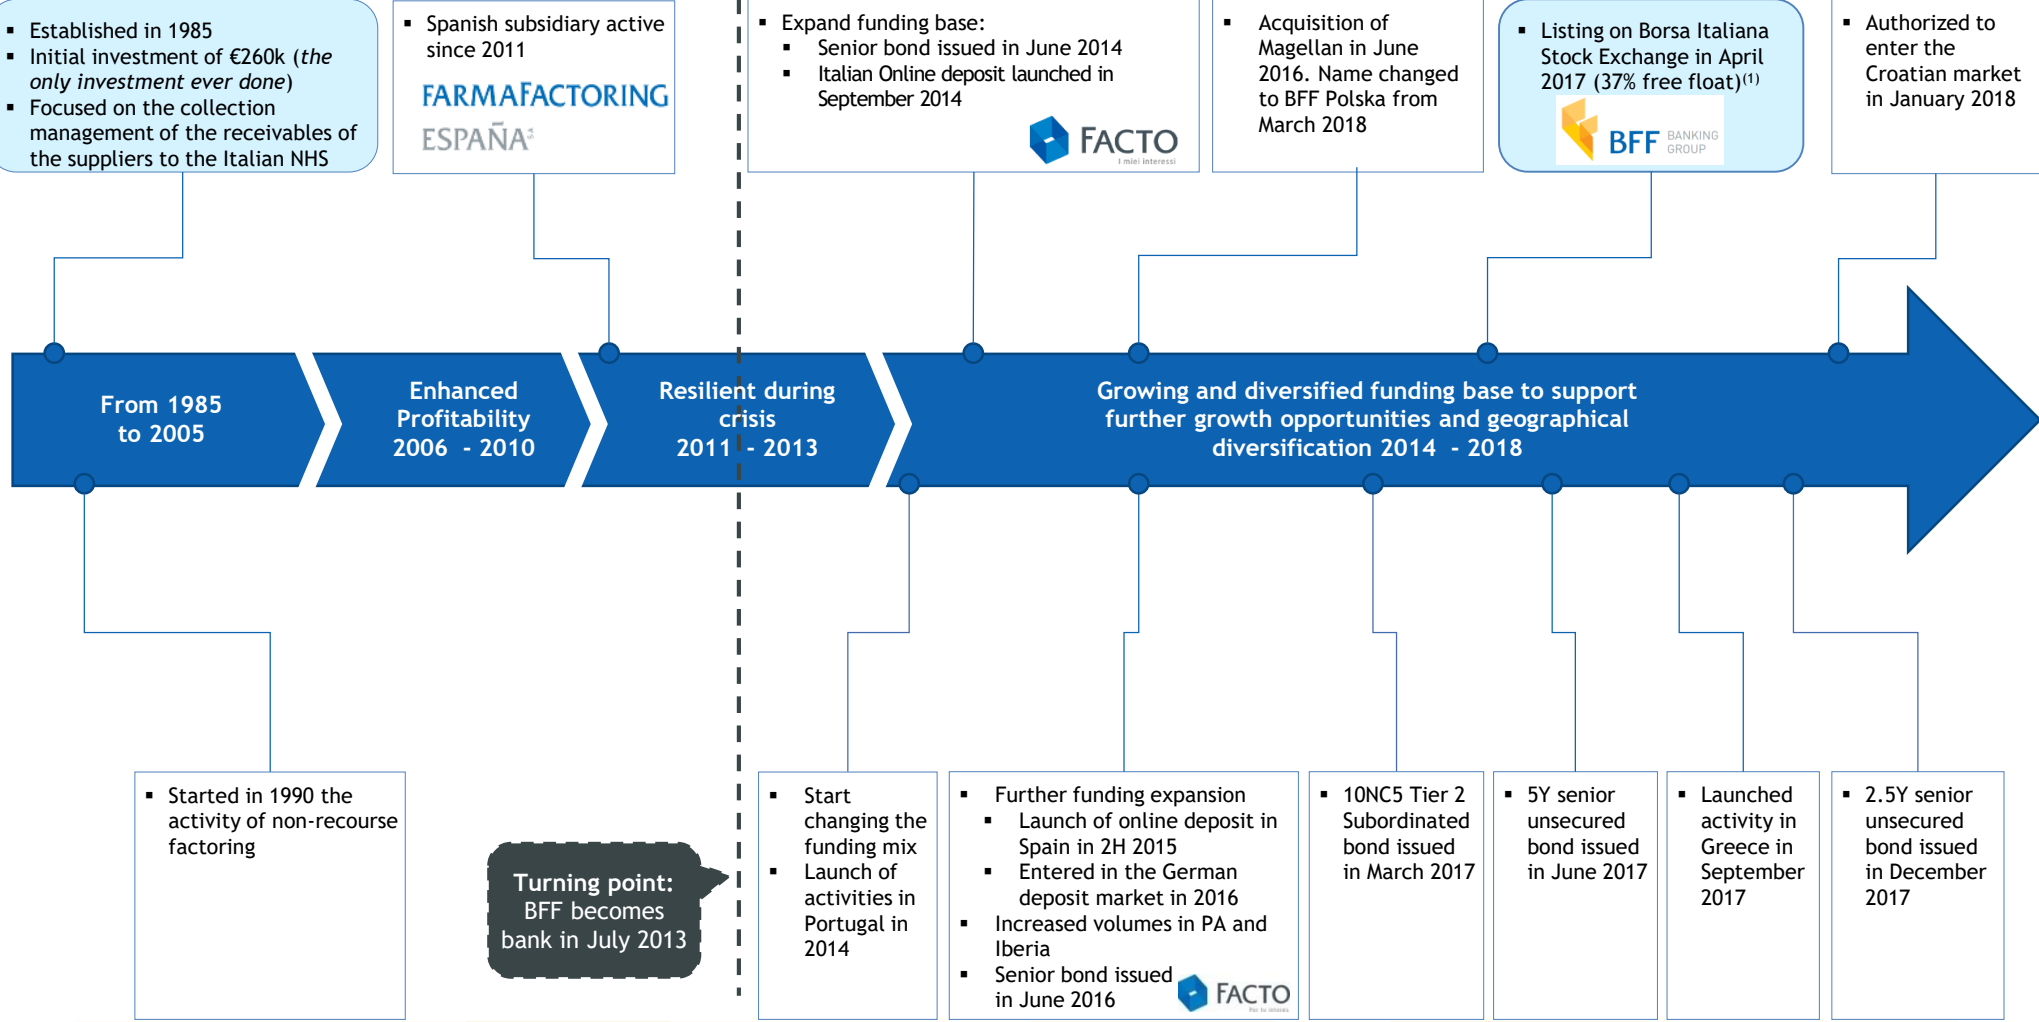 ▪ Established in 1985
▪ Initial investment of €260k (the
only investment ever done)
▪ Focused on the collection
management of the receivables of
the suppliers to the Italian NHS
▪ Spanish subsidiary active
since 2011
FARMAFACTORING
ESPAÑA
▪ Expand funding base:
▪ Senior bond issued in June 2014
▪ Italian Online deposit launched in
September 2014
FACTO
I miei interessi
▪ Acquisition of
Magellan in June
2016. Name changed
to BFF Polska from
March 2018
▪ Listing on Borsa Italiana
Stock Exchange in April
2017 (37% free float)(1)
BFF BANKING
GROUP
▪ Authorized to
enter the
Croatian market
in January 2018
From 1985
to 2005
Enhanced
Profitability
2006 - 2010
Resilient during
crisis
2011 - 2013
Growing and diversified funding base to support
further growth opportunities and geographical
diversification 2014 - 2018
▪ Started in 1990 the
activity of non-recourse
factoring
Turning point:
BFF becomes
bank in July 2013
▪ Start
changing the
funding mix
▪ Launch of
activities in
Portugal in
2014
▪ Further funding expansion
▪ Launch of online deposit in
Spain in 2H 2015
▪ Entered in the German
deposit market in 2016
▪ Increased volumes in PA and
Iberia
▪ Senior bond issued
in June 2016
FACTO
▪ 10NC5 Tier 2
Subordinated
bond issued
in March 2017
▪ 5Y senior
unsecured
bond issued
in June 2017
▪ Launched
activity in
Greece in
September
2017
▪ 2.5Y senior
unsecured
bond issued
in December
2017